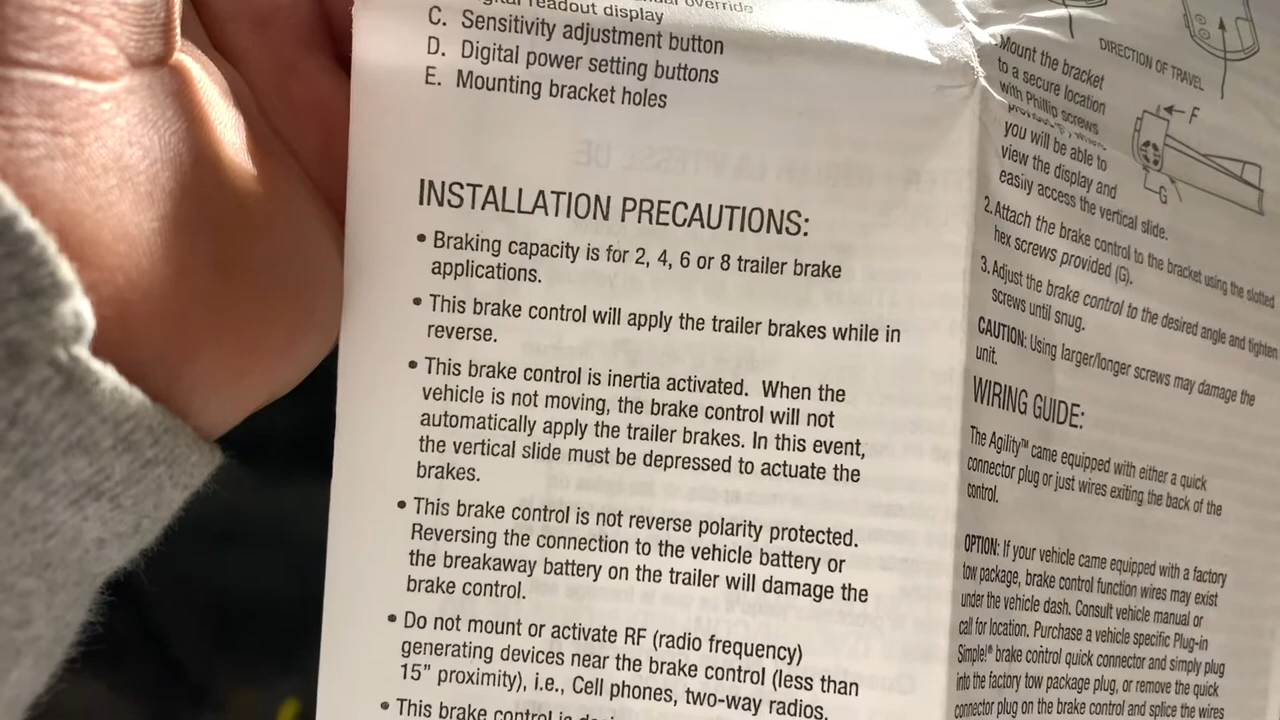 readout display
C. Sensitivity adjustment button
D. Digital power setting buttons
E. Mounting bracket holes
INSTALLATION PRECAUTIONS:
• Braking capacity is for 2, 4, 6 or 8 trailer brake
applications.
• This brake control will apply the trailer brakes while in
reverse.
• This brake control is inertia activated. When the
vehicle is not moving, the brake control will not
automatically apply the trailer brakes. In this event,
the vertical slide must be depressed to actuate the
brakes.
• This brake control is not reverse polarity protected.
Reversing the connection to the vehicle battery or
the breakaway battery on the trailer will damage the
brake control.
• Do not mount or activate RF (radio frequency)
generating devices near the brake control (less than
15" proximity), i.e., Cell phones, two-way radios.
• This brake control is
DIRECTION OF TRAVEL
Mount the bracket
to a secure location
with Phillip screws
you will be able to
view the display and
easily access the vertical slide.
F
G
2. Attach the brake control to the bracket using the slotted
hex screws provided (G).
3. Adjust the brake control to the desired angle and tighten
screws until snug.
CAUTION: Using larger/longer screws may damage the
unit.
WIRING GUIDE:
The Agility™ came equipped with either a quick
connector plug or just wires exiting the back of the
control.
OPTION: If your vehicle came equipped with a factory
tow package, brake control function wires may exist
under the vehicle dash. Consult vehicle manual or
call for location. Purchase a vehicle specific Plug-in
Simple!® brake control quick connector and simply plug
into the factory tow package plug, or remove the quick
connector plug on the brake control and splice the wires